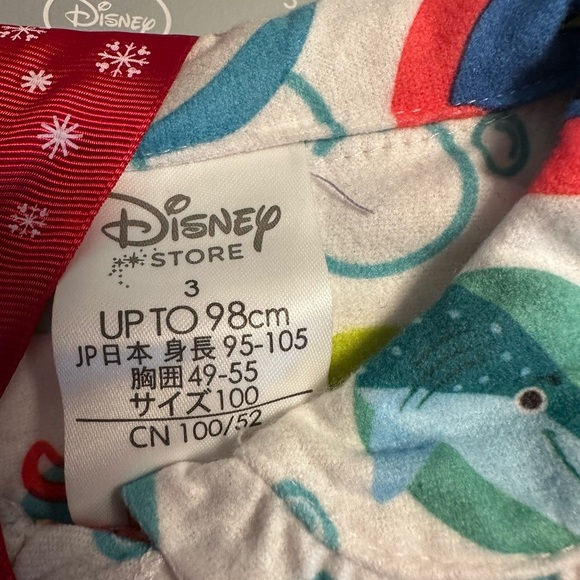 Disney
Disney
STORE
3
UP TO 98cm
JP日本 身長 95-105
胸囲 49-55
サイズ100
CN 100/52